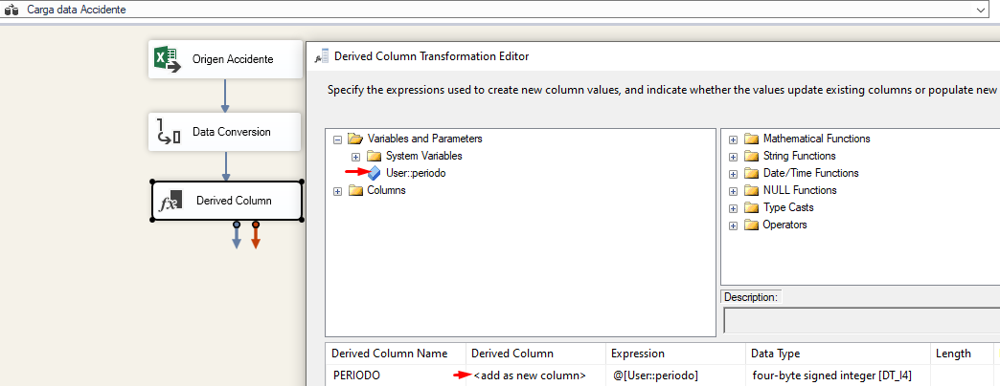 Carga data Accidente
Origen Accidente
Data Conversion
Derived Column
Derived Column Transformation Editor
Specify the expressions used to create new column values, and indicate whether the values update existing columns or populate new
Variables and Parameters
System Variables
User::periodo
Columns
Mathematical Functions
String Functions
Date/Time Functions
NULL Functions
Type Casts
Operators
Description:
Derived Column Name Derived Column Expression Data Type Length
PERIODO <add as new column> @[User::periodo] four-byte signed integer [DT_I4]